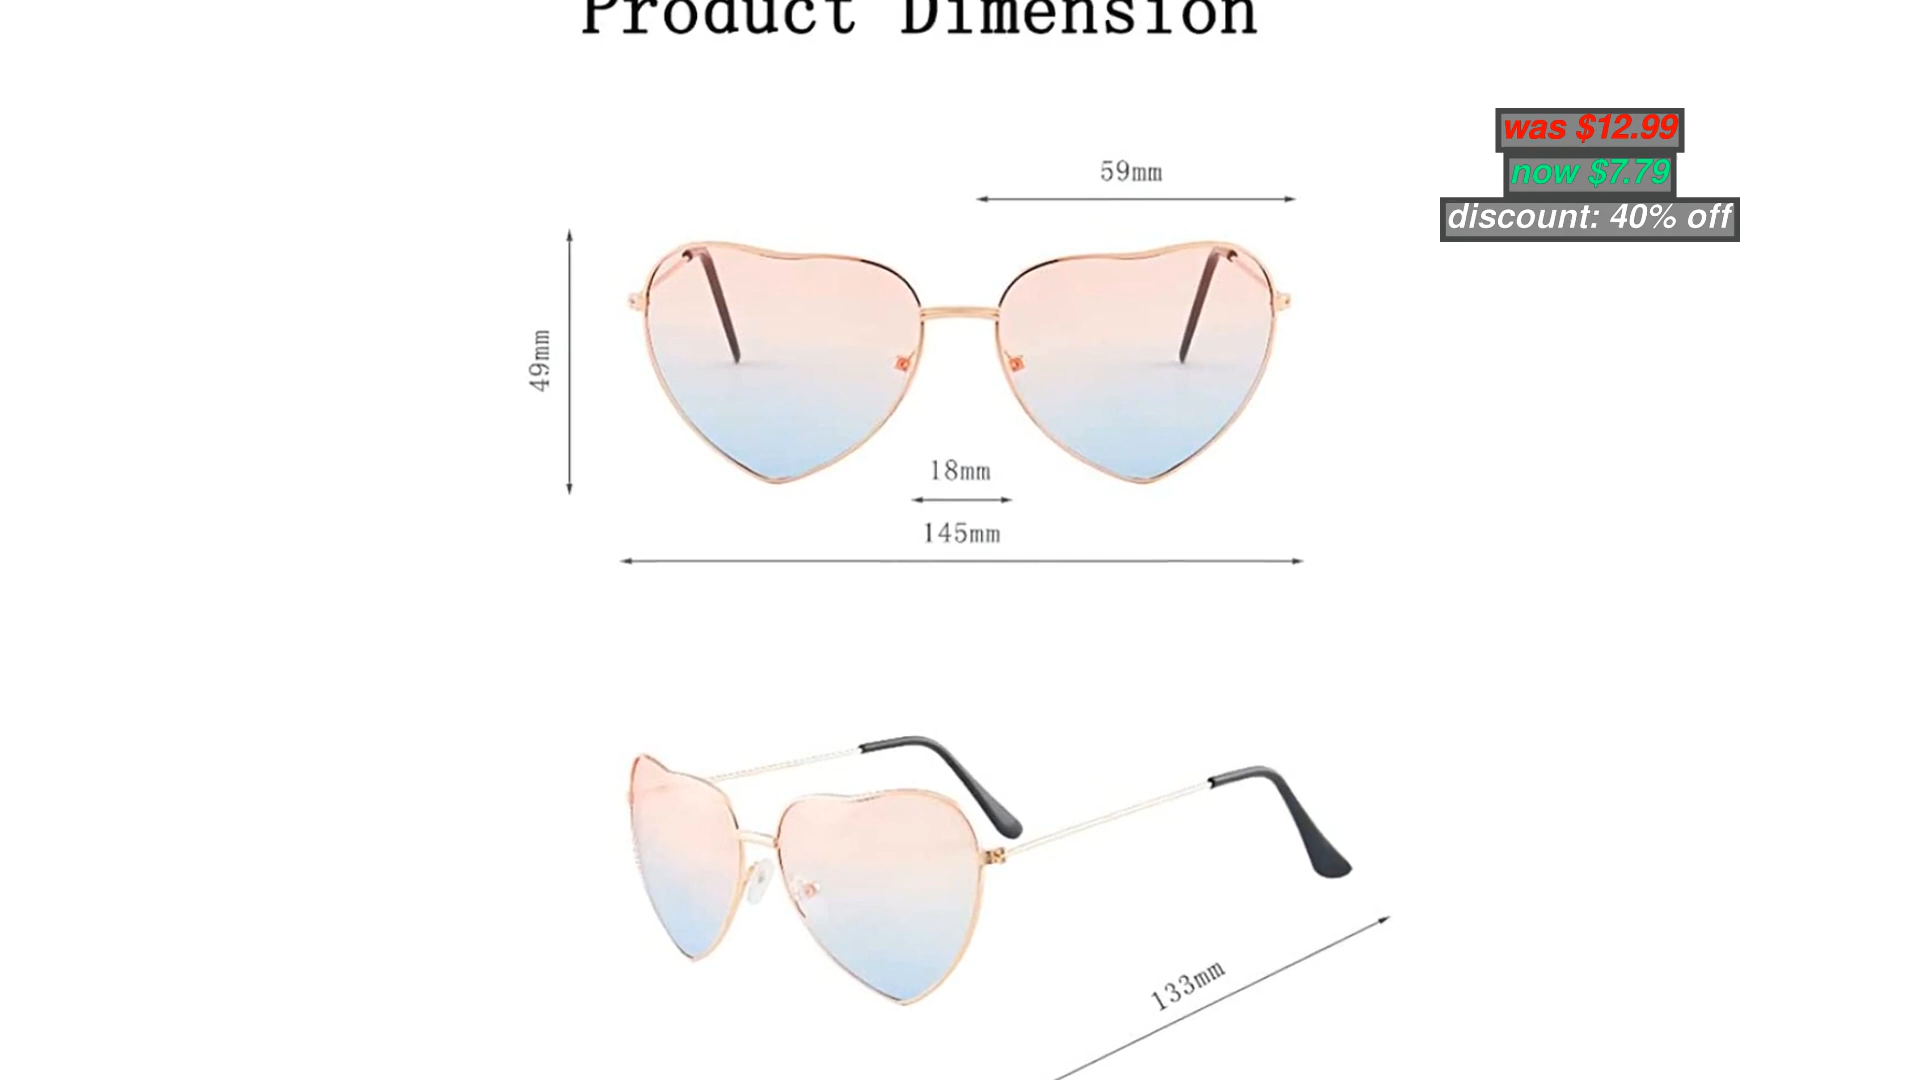 Product Dimension
was $12.99
now $7.79
discount: 40% off
59mm
49mm
18mm
145mm
133mm